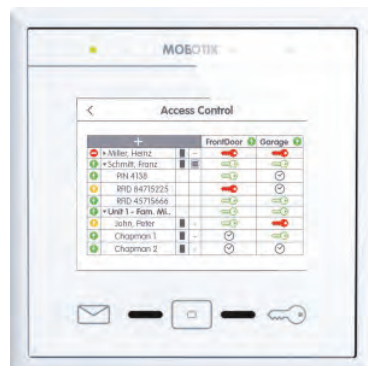 MOBOTIX
< Access Control
+ FrontDoor Garage
Miller, Heinz -
Schmitt, Franz
PIN 4138
RFID 84715225
RFID 45715666
Unit 1 - Fam. Mi..
John, Peter -
Chapman 1 -
Chapman 2 -